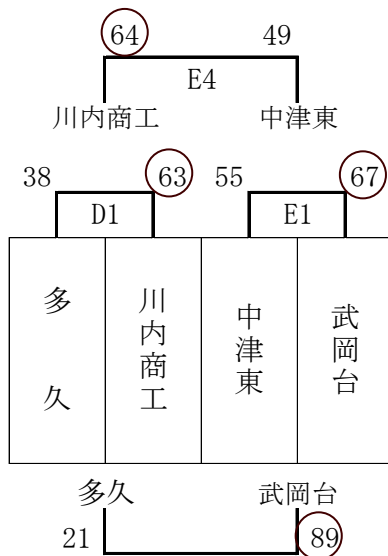 64 49
E4
川内商工 中津東
38 63 55 67
D1 E1
多久 川内商工 中津東 武岡台
多久 武岡台
21 89